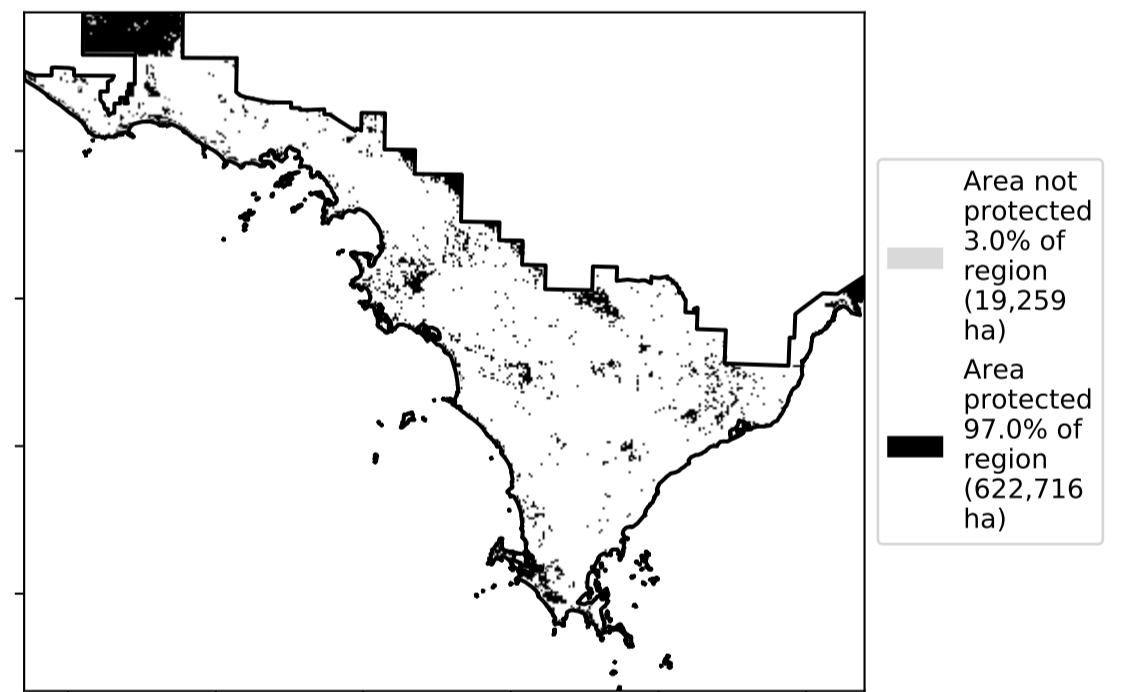 Area not
protected
3.0% of
region
(19,259
ha)
Area
protected
97.0% of
region
(622,716
ha)